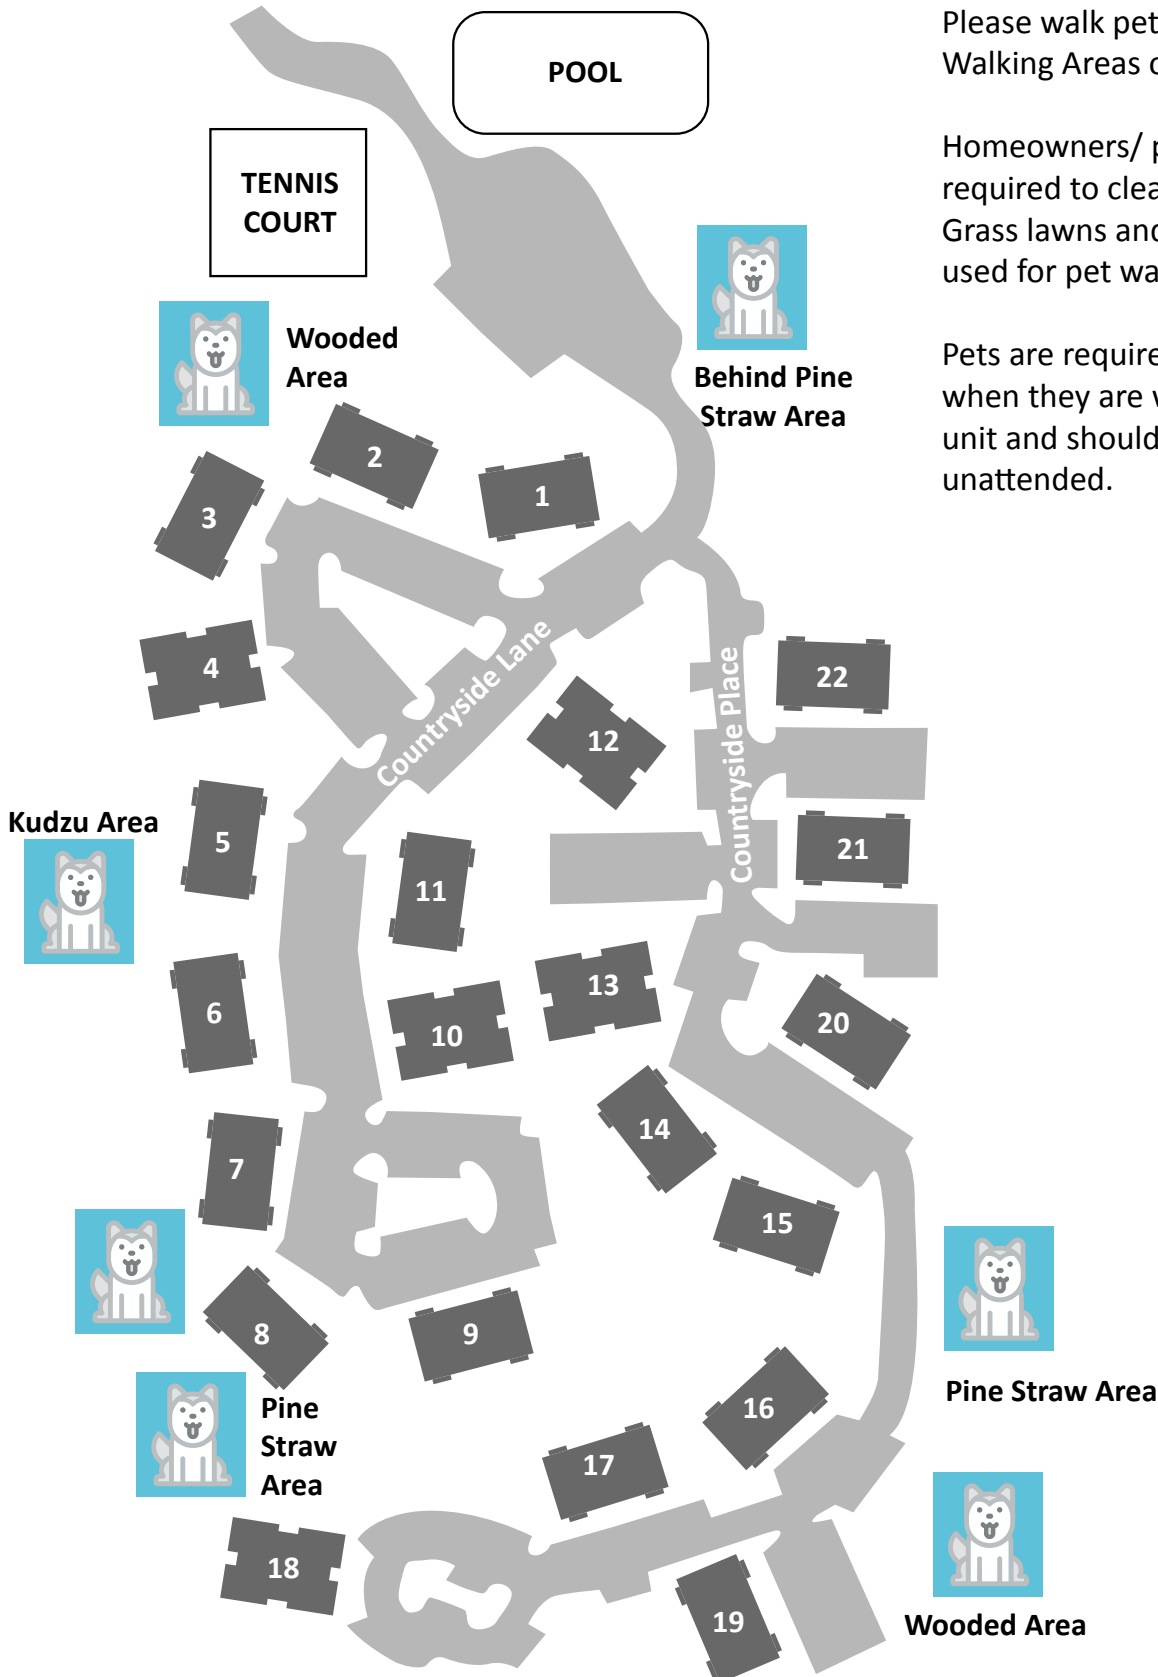 POOL
TENNIS
COURT
Please walk pet
Walking Areas o
Homeowners/ p
required to clea
Grass lawns and
used for pet wa
Pets are require
when they are w
unit and should
unattended.
Wooded
Area
Behind Pine
Straw Area
2
1
3
4
Countryside Lane
Countryside Place
22
12
Kudzu Area
5
21
11
6
13
10
20
14
7
15
8
9
Pine Straw Area
Pine
Straw
Area
16
17
18
19
Wooded Area